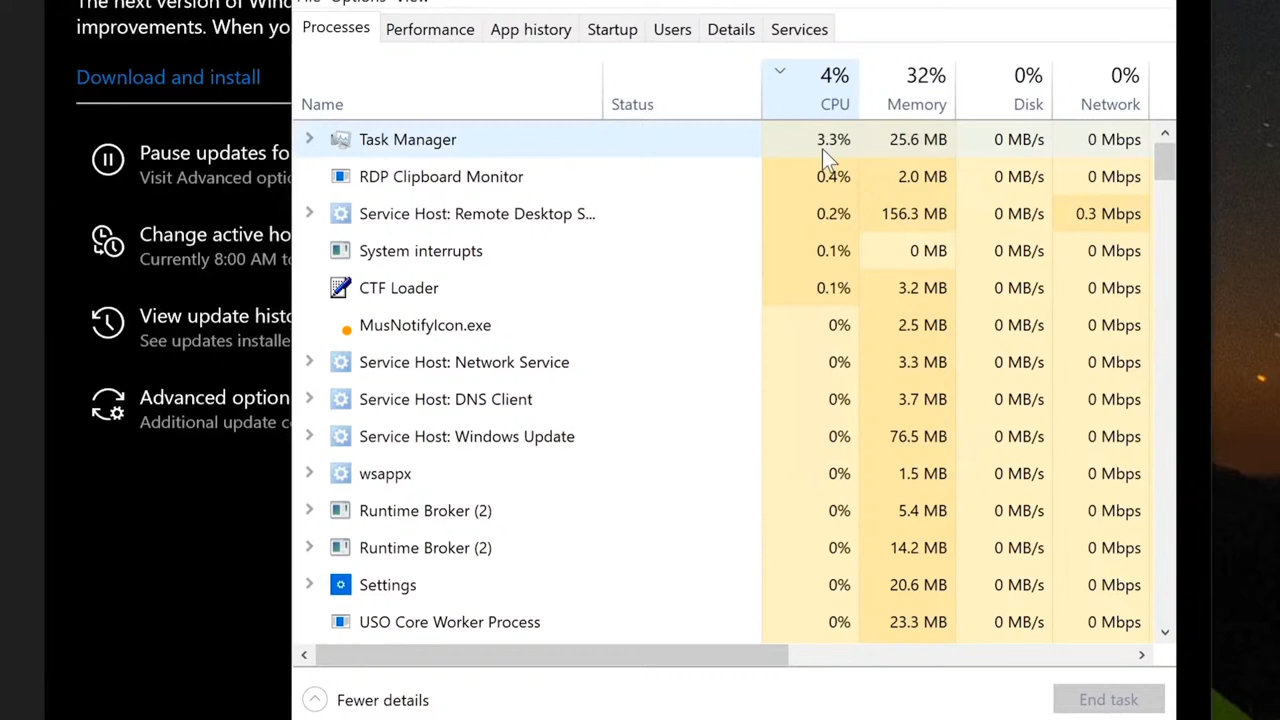 The next version of Wind
improvements. When yo
Download and install
Pause updates fo
Visit Advanced optio
Change active ho
Currently 8:00 AM to
View update histo
See updates installe
Advanced option
Additional update c
File Options View
Processes Performance App history Startup Users Details Services
4% 32% 0% 0%
Name Status CPU Memory Disk Network
Task Manager 3.3% 25.6 MB 0 MB/s 0 Mbps
RDP Clipboard Monitor 0.4% 2.0 MB 0 MB/s 0 Mbps
Service Host: Remote Desktop S... 0.2% 156.3 MB 0 MB/s 0.3 Mbps
System interrupts 0.1% 0 MB 0 MB/s 0 Mbps
CTF Loader 0.1% 3.2 MB 0 MB/s 0 Mbps
MusNotifyIcon.exe 0% 2.5 MB 0 MB/s 0 Mbps
Service Host: Network Service 0% 3.3 MB 0 MB/s 0 Mbps
Service Host: DNS Client 0% 3.7 MB 0 MB/s 0 Mbps
Service Host: Windows Update 0% 76.5 MB 0 MB/s 0 Mbps
wsappx 0% 1.5 MB 0 MB/s 0 Mbps
Runtime Broker (2) 0% 5.4 MB 0 MB/s 0 Mbps
Runtime Broker (2) 0% 14.2 MB 0 MB/s 0 Mbps
Settings 0% 20.6 MB 0 MB/s 0 Mbps
USO Core Worker Process 0% 23.3 MB 0 MB/s 0 Mbps
Fewer details
End task